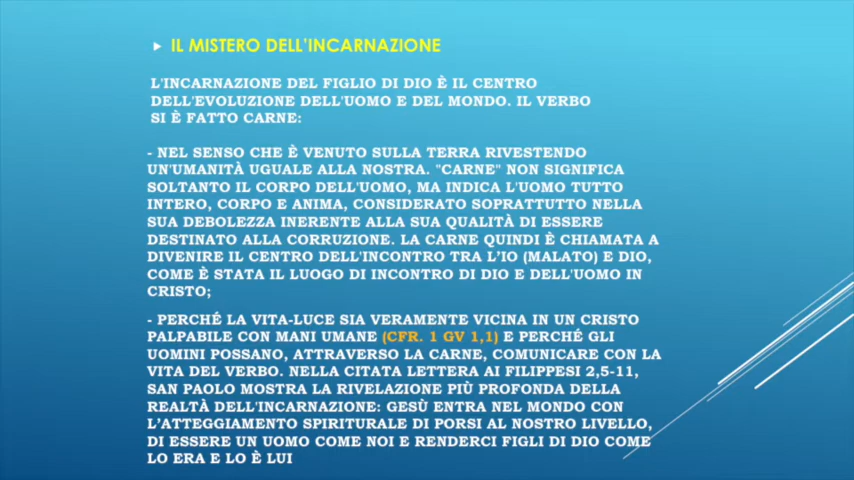 IL MISTERO DELL'INCARNAZIONE
L'INCARNAZIONE DEL FIGLIO DI DIO È IL CENTRO
DELL'EVOLUZIONE DELL'UOMO E DEL MONDO. IL VERBO
SI È FATTO CARNE:
- NEL SENSO CHE È VENUTO SULLA TERRA RIVESTENDO
UN'UMANITÀ UGUALE ALLA NOSTRA. "CARNE" NON SIGNIFICA
SOLTANTO IL CORPO DELL'UOMO, MA INDICA L'UOMO TUTTO
INTERO, CORPO E ANIMA, CONSIDERATO SOPRATTUTTO NELLA
SUA DEBOLEZZA INERENTE ALLA SUA QUALITÀ DI ESSERE
DESTINATO ALLA CORRUZIONE. LA CARNE QUINDI È CHIAMATA A
DIVENIRE IL CENTRO DELL'INCONTRO TRA L'IO (MALATO) E DIO,
COME È STATA IL LUOGO DI INCONTRO DI DIO E DELL'UOMO IN
CRISTO;
- PERCHÉ LA VITA-LUCE SIA VERAMENTE VICINA IN UN CRISTO
PALPABILE CON MANI UMANE (CFR. 1 GV 1,1) E PERCHÉ GLI
UOMINI POSSANO, ATTRAVERSO LA CARNE, COMUNICARE CON LA
VITA DEL VERBO. NELLA CITATA LETTERA AI FILIPPESI 2,5-11,
SAN PAOLO MOSTRA LA RIVELAZIONE PIÙ PROFONDA DELLA
REALTÀ DELL'INCARNAZIONE: GESÙ ENTRA NEL MONDO CON
L'ATTEGGIAMENTO SPIRITURALE DI PORSI AL NOSTRO LIVELLO,
DI ESSERE UN UOMO COME NOI E RENDERCI FIGLI DI DIO COME
LO ERA E LO È LUI